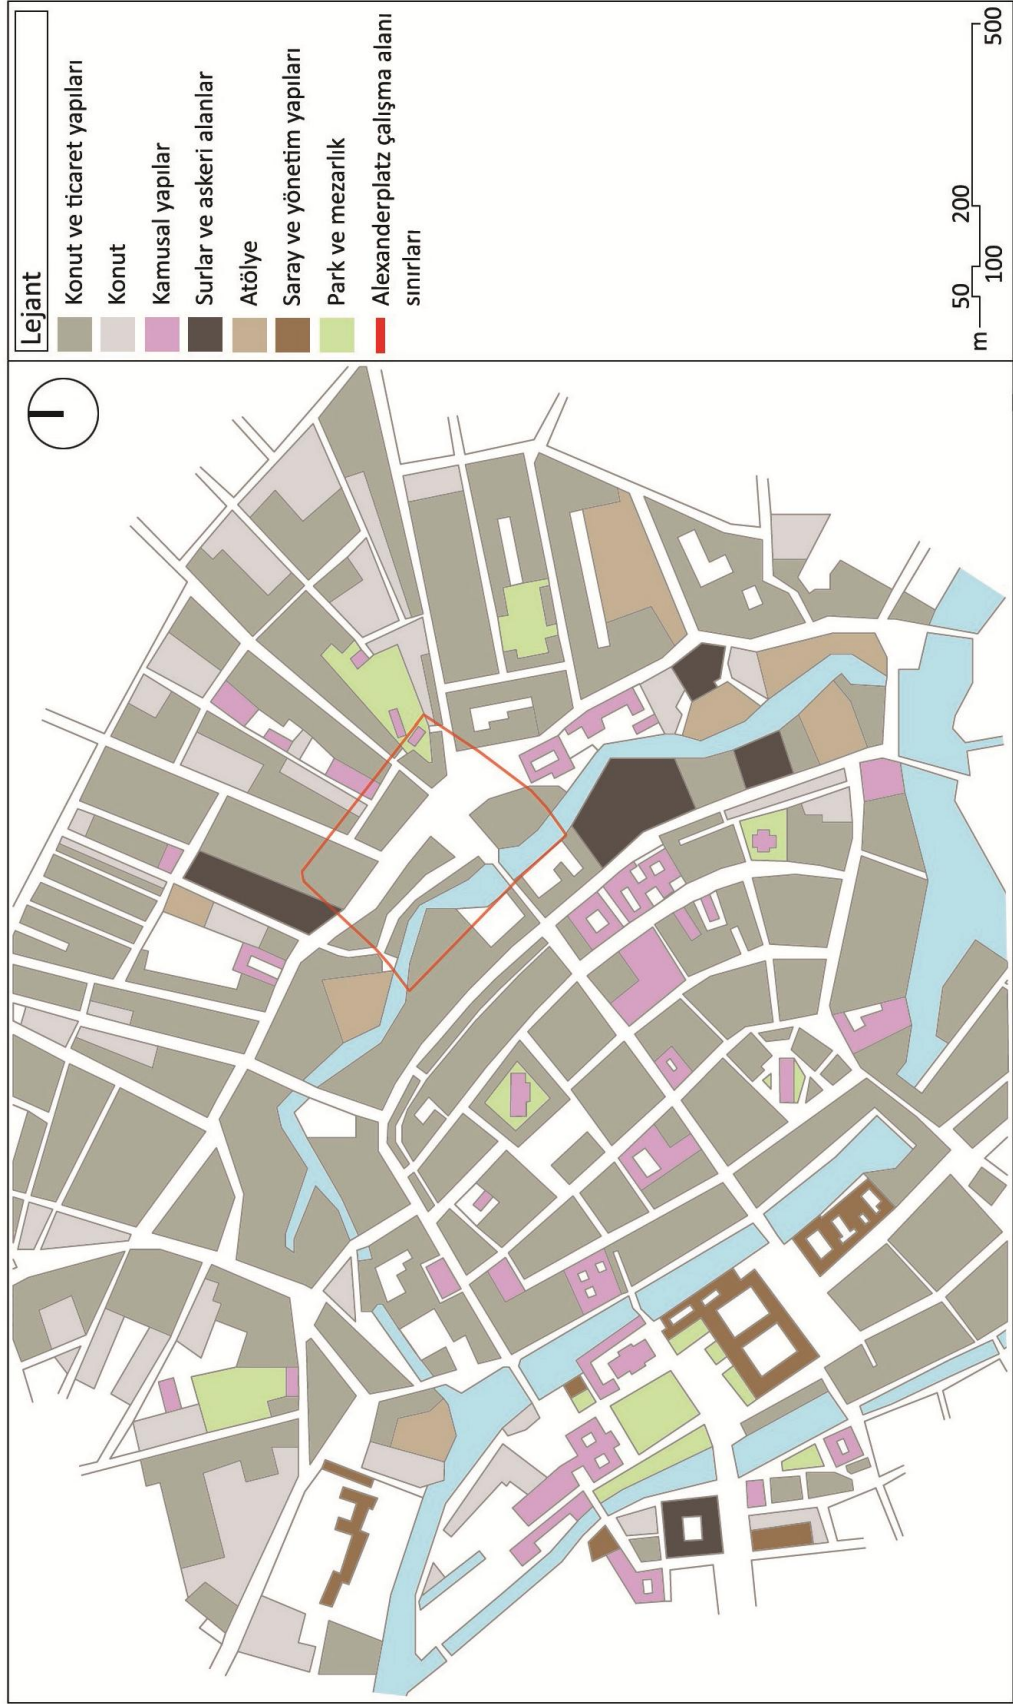 Lejant
Konut ve ticaret yapıları
Konut
Kamusal yapılar
Surlar ve askeri alanlar
Atölye
Saray ve yönetim yapıları
Park ve mezarlık
Alexanderplatz çalışma alanı
sınırları
m 50 100 200 500